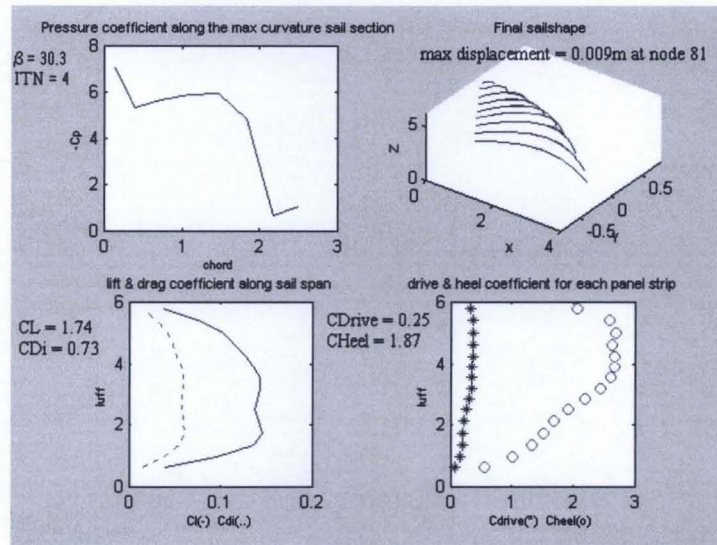 Pressure coefficient along the max curvature sail section
β = 30.3
ITN = 4
8
6
4
2
0
-Cp
0 1 2 3
chord
Final sailshape
max displacement = 0.009m at node 81
5
0
Z
0
2
4
X
-0.5
0
0.5
Y
lift & drag coefficient along sail span
CL = 1.74
CDi = 0.73
6
4
2
0
luff
0 0.1 0.2
Cl(-) Cdi(..)
drive & heel coefficient for each panel strip
CDrive = 0.25
CHeel = 1.87
6
4
2
0
luff
0 1 2 3
Cdrive(*) Cheel(o)